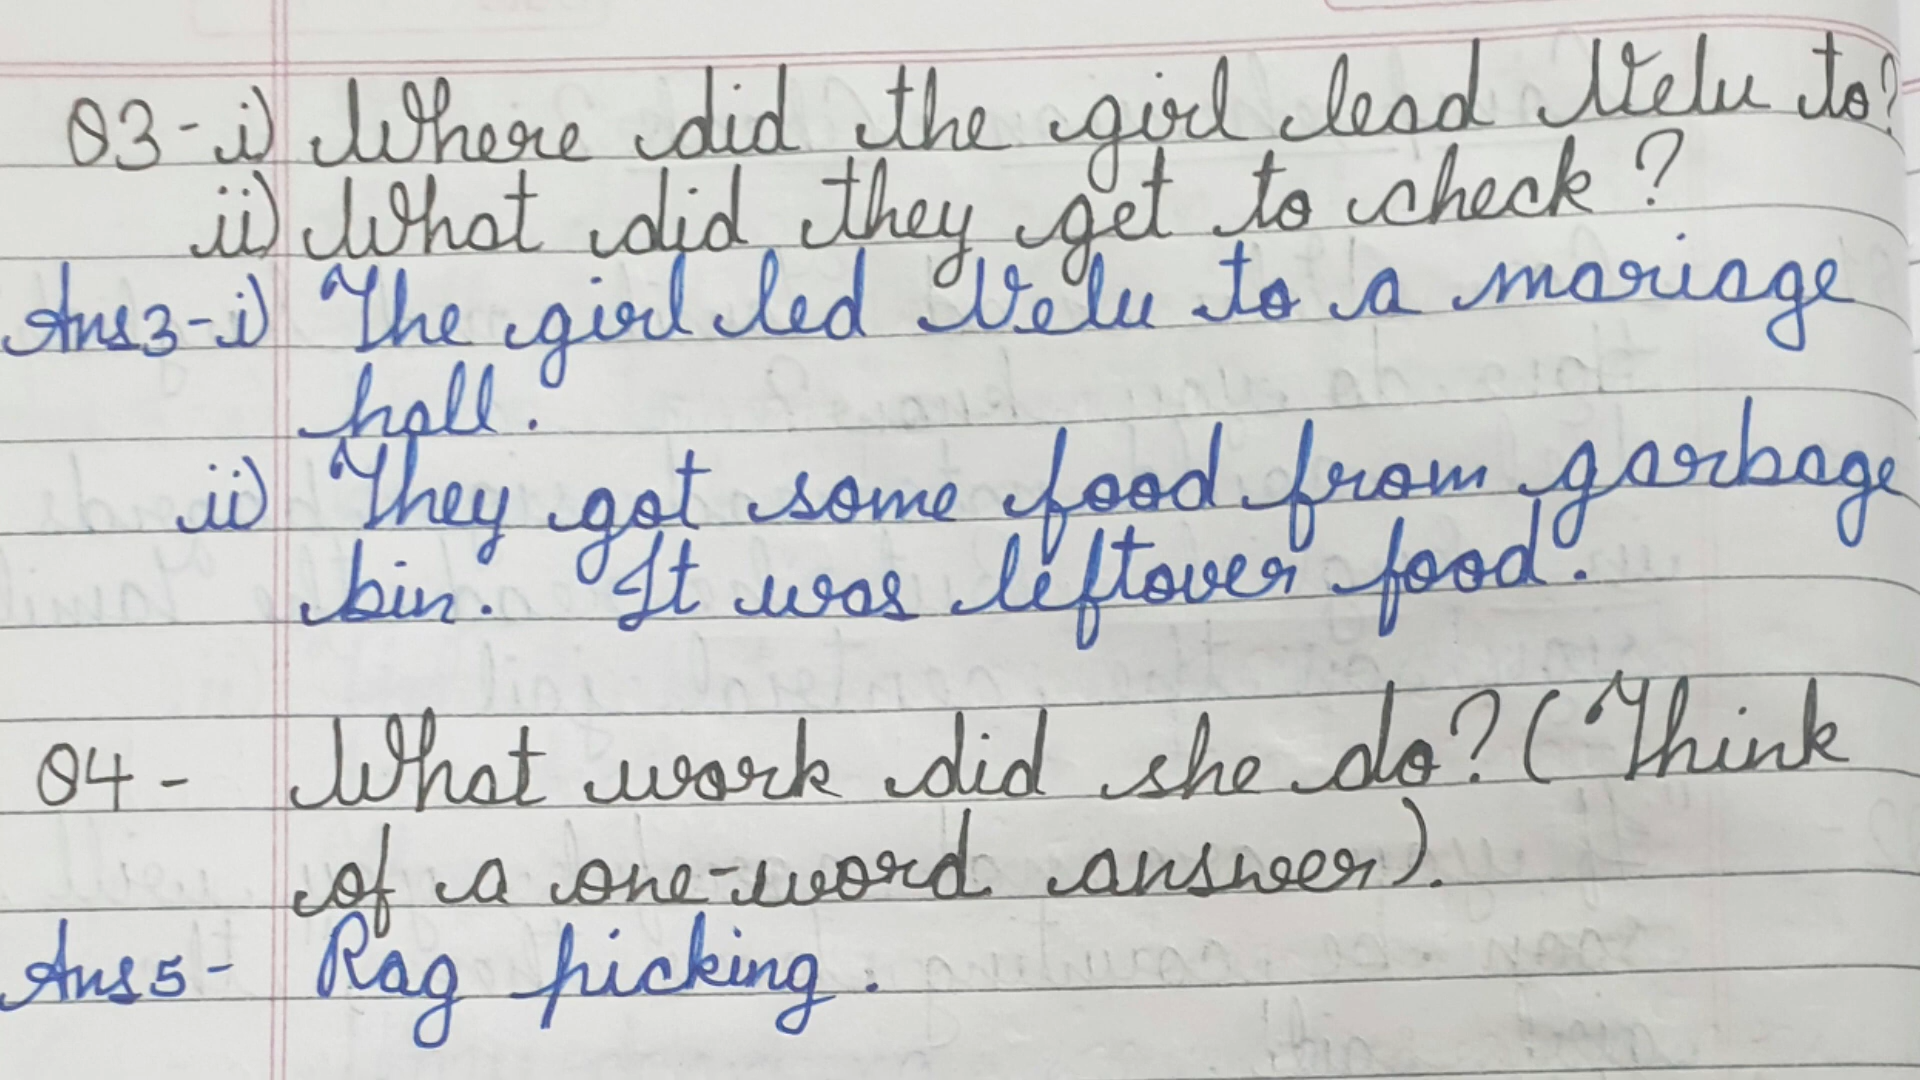 Q3-i) Where did the girl lead Velu to?
ii) What did they get to check?
Ans3-i) The girl led Velu to a mariage
hall.
ii) They got some food from garbage
bin. It was leftover food.
Q4- What work did she do? (Think
of a one-word answer).
Ans5- Rag picking.